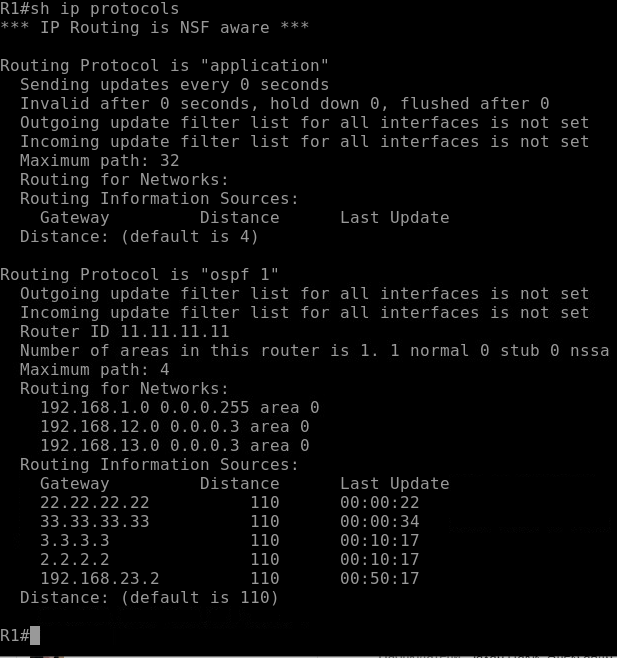 R1#sh ip protocols
*** IP Routing is NSF aware ***

Routing Protocol is "application"
  Sending updates every 0 seconds
  Invalid after 0 seconds, hold down 0, flushed after 0
  Outgoing update filter list for all interfaces is not set
  Incoming update filter list for all interfaces is not set
  Maximum path: 32
  Routing for Networks:
  Routing Information Sources:
    Gateway         Distance      Last Update
  Distance: (default is 4)

Routing Protocol is "ospf 1"
  Outgoing update filter list for all interfaces is not set
  Incoming update filter list for all interfaces is not set
  Router ID 11.11.11.11
  Number of areas in this router is 1. 1 normal 0 stub 0 nssa
  Maximum path: 4
  Routing for Networks:
    192.168.1.0 0.0.0.255 area 0
    192.168.12.0 0.0.0.3 area 0
    192.168.13.0 0.0.0.3 area 0
  Routing Information Sources:
    Gateway         Distance      Last Update
    22.22.22.22          110      00:00:22
    33.33.33.33          110      00:00:34
    3.3.3.3              110      00:10:17
    2.2.2.2              110      00:10:17
    192.168.23.2         110      00:50:17
  Distance: (default is 110)

R1#